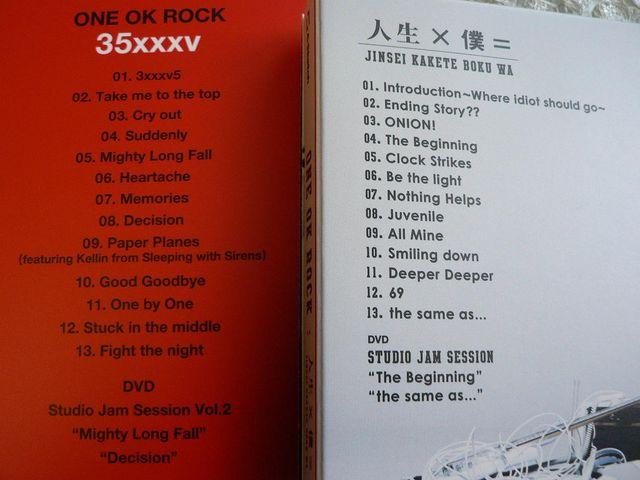 ONE OK ROCK
35xxxv
01. 3xxxv5
02. Take me to the top
03. Cry out
04. Suddenly
05. Mighty Long Fall
06. Heartache
07. Memories
08. Decision
09. Paper Planes
(featuring Kellin from Sleeping with Sirens)
10. Good Goodbye
11. One by One
12. Stuck in the middle
13. Fight the night
DVD
Studio Jam Session Vol.2
“Mighty Long Fall”
“Decision”
ONE OK ROCK
人生×僕=
人生×僕=
JINSEI KAKETE BOKU WA
01. Introduction~Where idiot should go~
02. Ending Story??
03. ONION!
04. The Beginning
05. Clock Strikes
06. Be the light
07. Nothing Helps
08. Juvenile
09. All Mine
10. Smiling down
11. Deeper Deeper
12. 69
13. the same as...
DVD
STUDIO JAM SESSION
“The Beginning”
“the same as...”